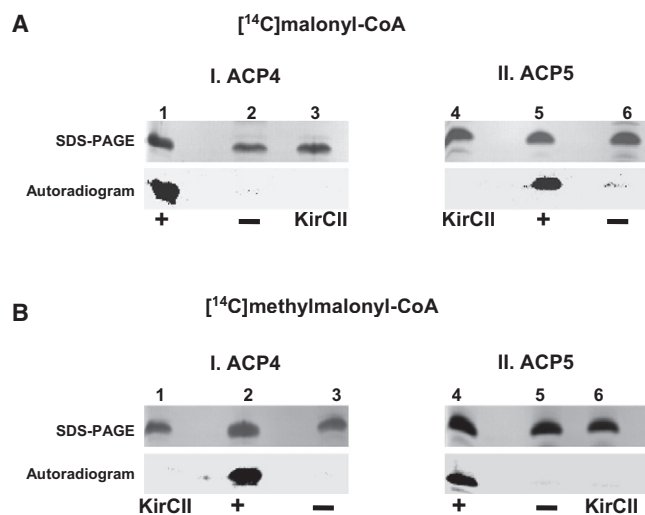 A
[¹⁴C]malonyl-CoA
I. ACP4
II. ACP5
1 2 3 4 5 6
SDS-PAGE
Autoradiogram
+ — KirCII KirCII + —
B
[¹⁴C]methylmalonyl-CoA
I. ACP4
II. ACP5
1 2 3 4 5 6
SDS-PAGE
Autoradiogram
KirCII + — + — KirCII